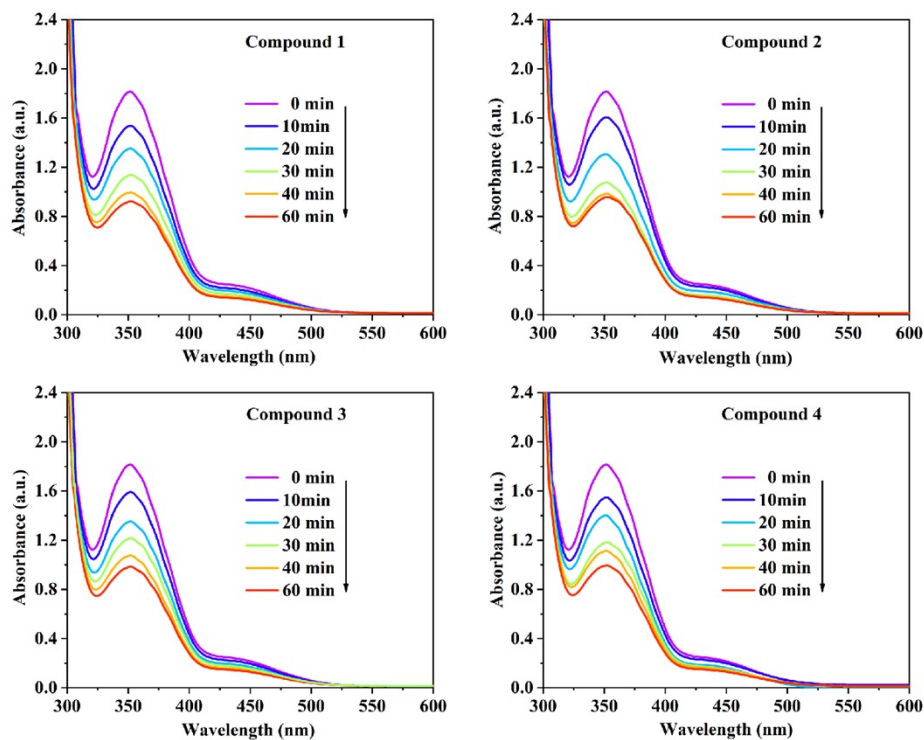 2.4
2.0
1.6
1.2
0.8
0.4
0.0
Absorbance (a.u.)
Compound 1
0 min
10min
20 min
30 min
40 min
60 min
300 350 400 450 500 550 600
Wavelength (nm)
2.4
2.0
1.6
1.2
0.8
0.4
0.0
Absorbance (a.u.)
Compound 2
0 min
10min
20 min
30 min
40 min
60 min
300 350 400 450 500 550 600
Wavelength (nm)
2.4
2.0
1.6
1.2
0.8
0.4
0.0
Absorbance (a.u.)
Compound 3
0 min
10min
20 min
30 min
40 min
60 min
300 350 400 450 500 550 600
Wavelength (nm)
2.4
2.0
1.6
1.2
0.8
0.4
0.0
Absorbance (a.u.)
Compound 4
0 min
10min
20 min
30 min
40 min
60 min
300 350 400 450 500 550 600
Wavelength (nm)